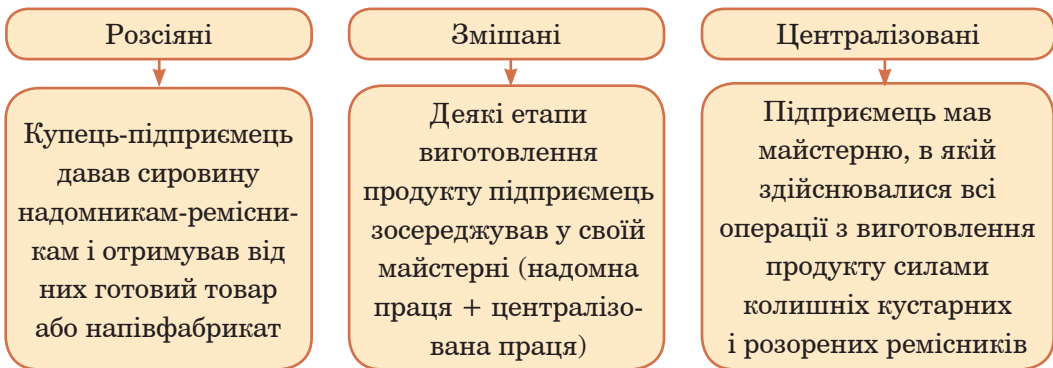 Розсіяні
Купець-підприємець
давав сировину
надомникам-ремісни-
кам і отримував від
них готовий товар
або напівфабрикат
Змішані
Деякі етапи
виготовлення
продукту підприємець
зосереджував у своїй
майстерні (надомна
праця + централізо-
вана праця)
Централізовані
Підприємець мав
майстерню, в якій
здійснювалися всі
операції з виготовлення
продукту силами
колишніх кустарних
і розорених ремісників